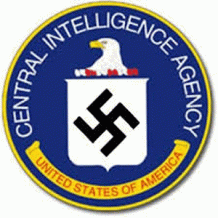 CENTRAL INTELLIGENCE AGENCY
UNITED STATES OF AMERICA